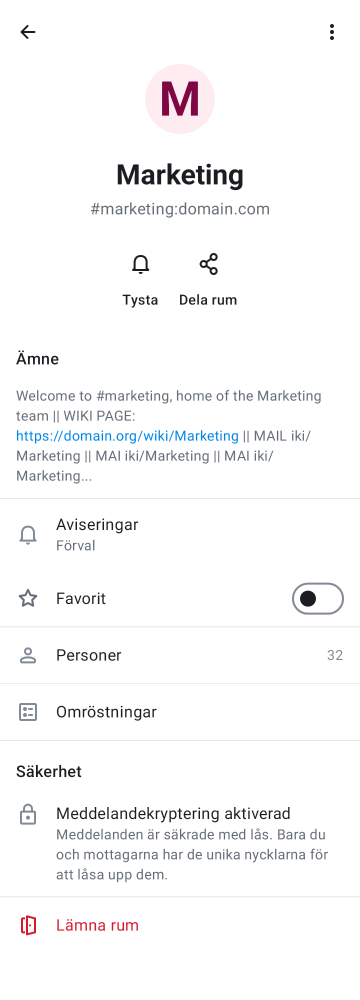 M
Marketing
#marketing:domain.com
Tysta
Dela rum
Ämne
Welcome to #marketing, home of the Marketing
team || WIKI PAGE:
https://domain.org/wiki/Marketing || MAIL iki/
Marketing || MAI iki/Marketing || MAI iki/
Marketing...
Aviseringar
Förval
Favorit
Personer 32
Omröstningar
Säkerhet
Meddelandekryptering aktiverad
Meddelanden är säkrade med lås. Bara du
och mottagarna har de unika nycklarna för
att låsa upp dem.
Lämna rum